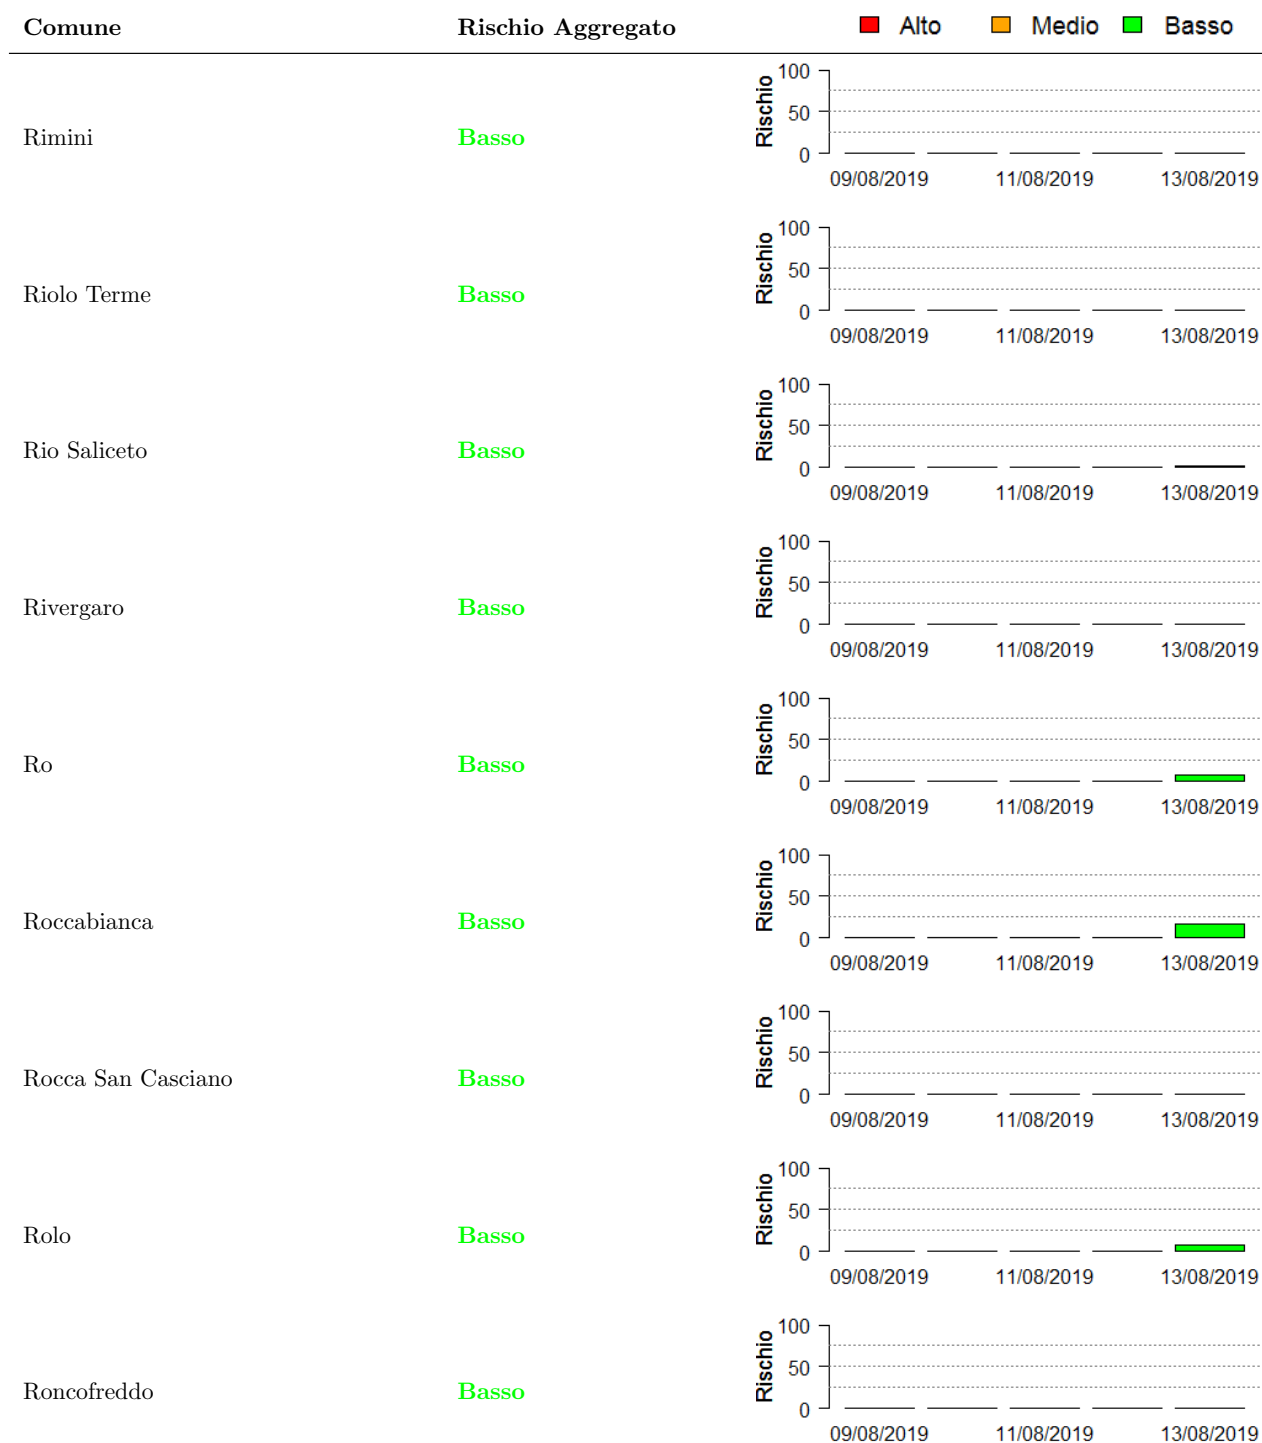 Comune Rischio Aggregato Alto Medio Basso
Rimini Basso Rischio 100 50 0
09/08/2019 11/08/2019 13/08/2019
Riolo Terme Basso Rischio 100 50 0
09/08/2019 11/08/2019 13/08/2019
Rio Saliceto Basso Rischio 100 50 0
09/08/2019 11/08/2019 13/08/2019
Rivergaro Basso Rischio 100 50 0
09/08/2019 11/08/2019 13/08/2019
Ro Basso Rischio 100 50 0
09/08/2019 11/08/2019 13/08/2019
Roccabianca Basso Rischio 100 50 0
09/08/2019 11/08/2019 13/08/2019
Rocca San Casciano Basso Rischio 100 50 0
09/08/2019 11/08/2019 13/08/2019
Rolo Basso Rischio 100 50 0
09/08/2019 11/08/2019 13/08/2019
Roncofreddo Basso Rischio 100 50 0
09/08/2019 11/08/2019 13/08/2019